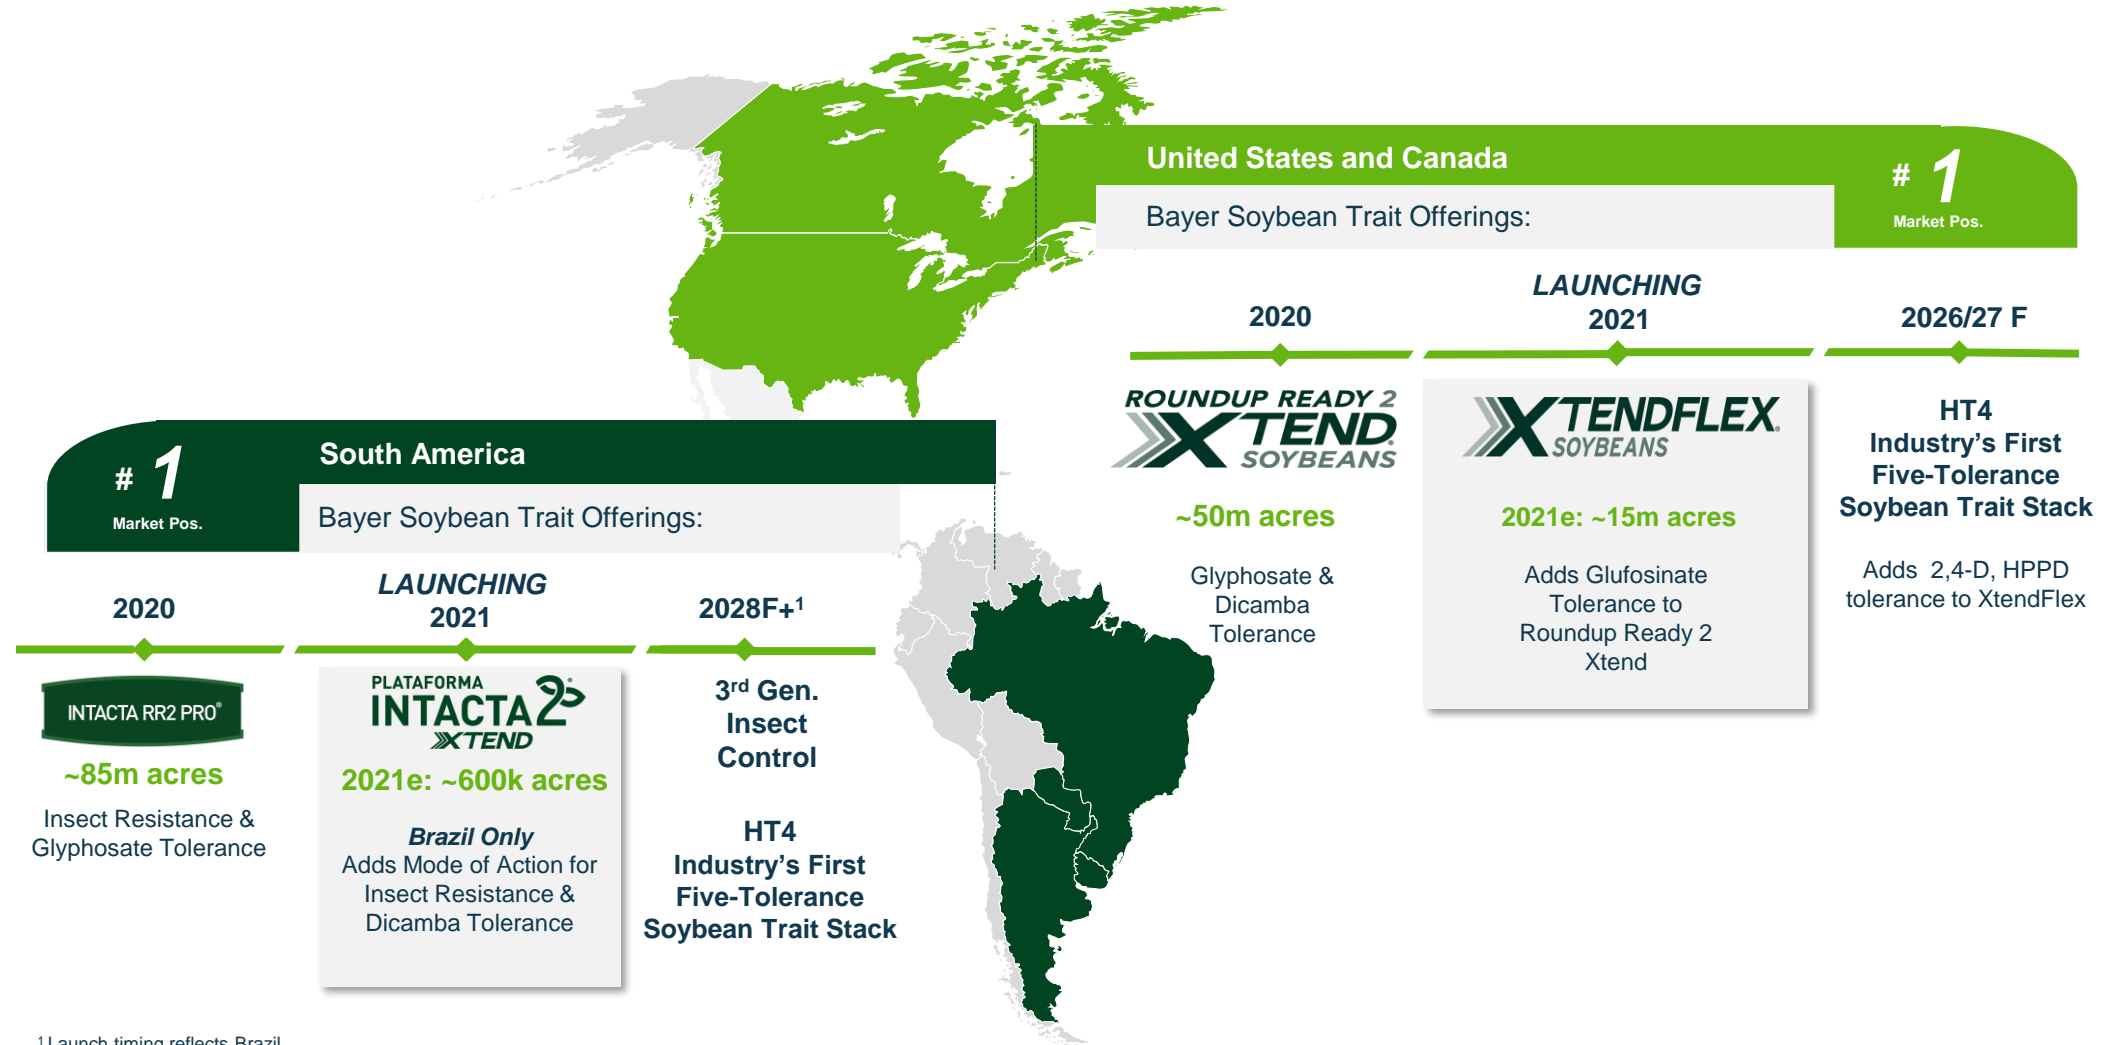 United States and Canada
# 1
Market Pos.
Bayer Soybean Trait Offerings:
2020
LAUNCHING
2021
2026/27 F
ROUNDUP READY 2
XTEND®
SOYBEANS
~50m acres
Glyphosate &
Dicamba
Tolerance
XTENDFLEX®
SOYBEANS
2021e: ~15m acres
Adds Glufosinate
Tolerance to
Roundup Ready 2
Xtend
HT4
Industry’s First
Five-Tolerance
Soybean Trait Stack
Adds 2,4-D, HPPD
tolerance to XtendFlex
South America
# 1
Market Pos.
Bayer Soybean Trait Offerings:
2020
LAUNCHING
2021
2028F+¹
INTACTA RR2 PRO®
~85m acres
Insect Resistance &
Glyphosate Tolerance
PLATAFORMA
INTACTA 2®
XTEND
2021e: ~600k acres
Brazil Only
Adds Mode of Action for
Insect Resistance &
Dicamba Tolerance
3rd Gen.
Insect
Control
HT4
Industry’s First
Five-Tolerance
Soybean Trait Stack
¹ Launch timing reflects Brazil